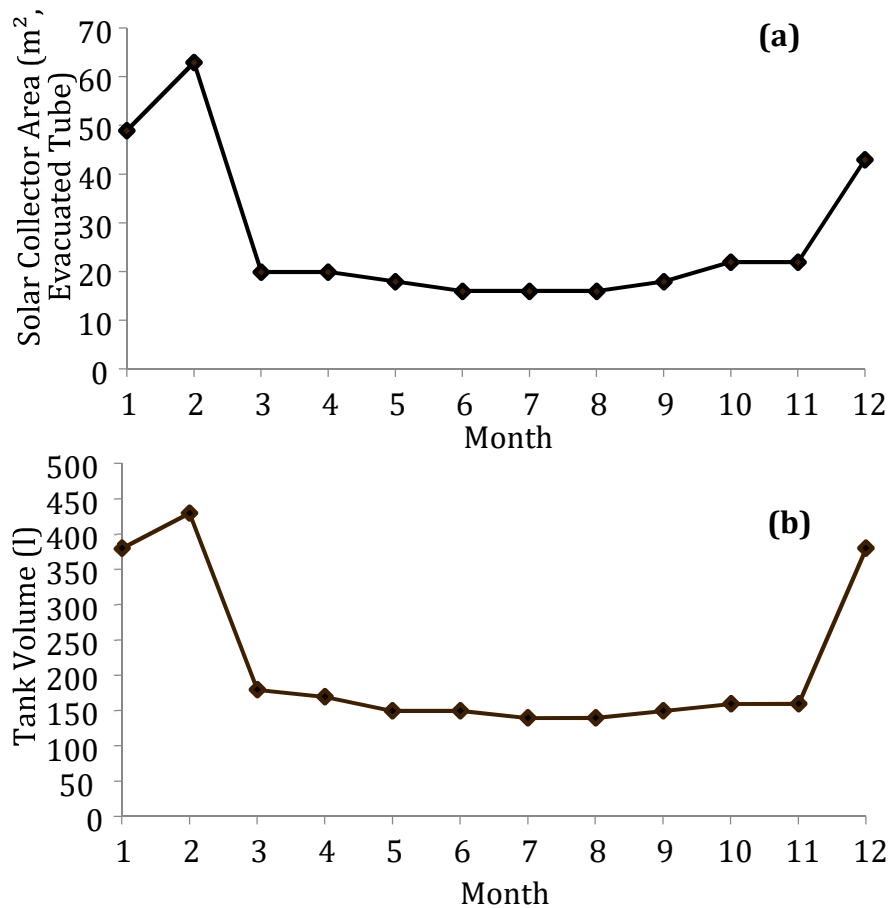 Solar Collector Area (m²,
Evacuated Tube)
(a)
70
60
50
40
30
20
10
0
1 2 3 4 5 6 7 8 9 10 11 12
Month
Tank Volume (l)
(b)
500
450
400
350
300
250
200
150
100
50
0
1 2 3 4 5 6 7 8 9 10 11 12
Month